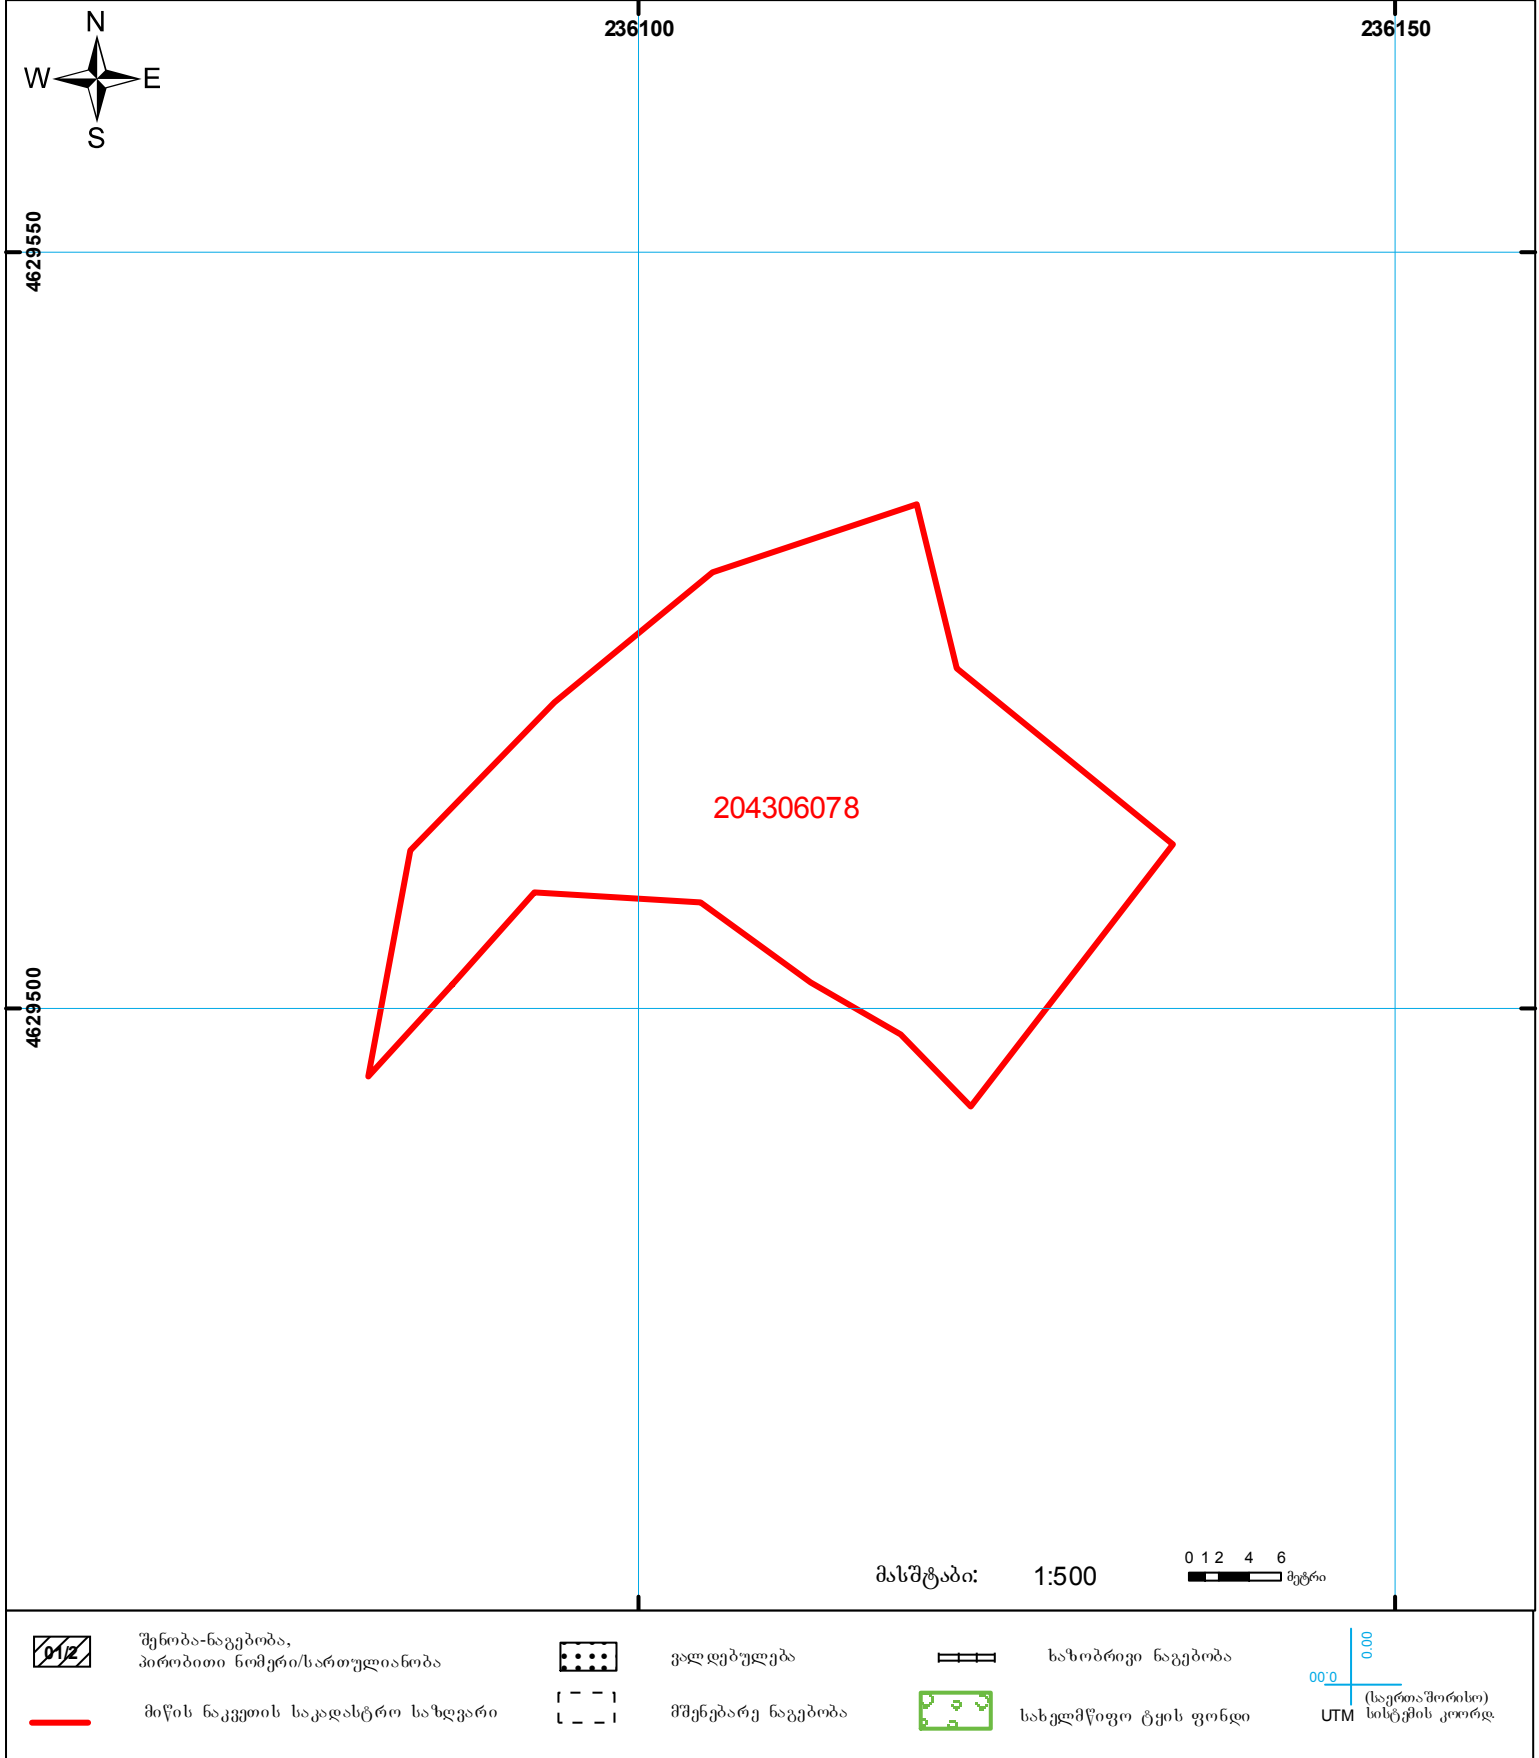 N
W E
S
236100
236150
4629550
4629500
204306078
მასშტაბი: 1:500
0 1 2 4 6
მეტრი
01/2
შენობა-ნაგებობა,
პირობითი ნომერი/სართულიანობა
ვალდებულება
ხაზობრივი ნაგებობა
მიწის ნაკვეთის საკადასტრო საზღვარი
მშენებარე ნაგებობა
სახელმწიფო ტყის ფონდი
00.0
00.0
UTM
(საერთაშორისო)
სისტემის კოორდ.